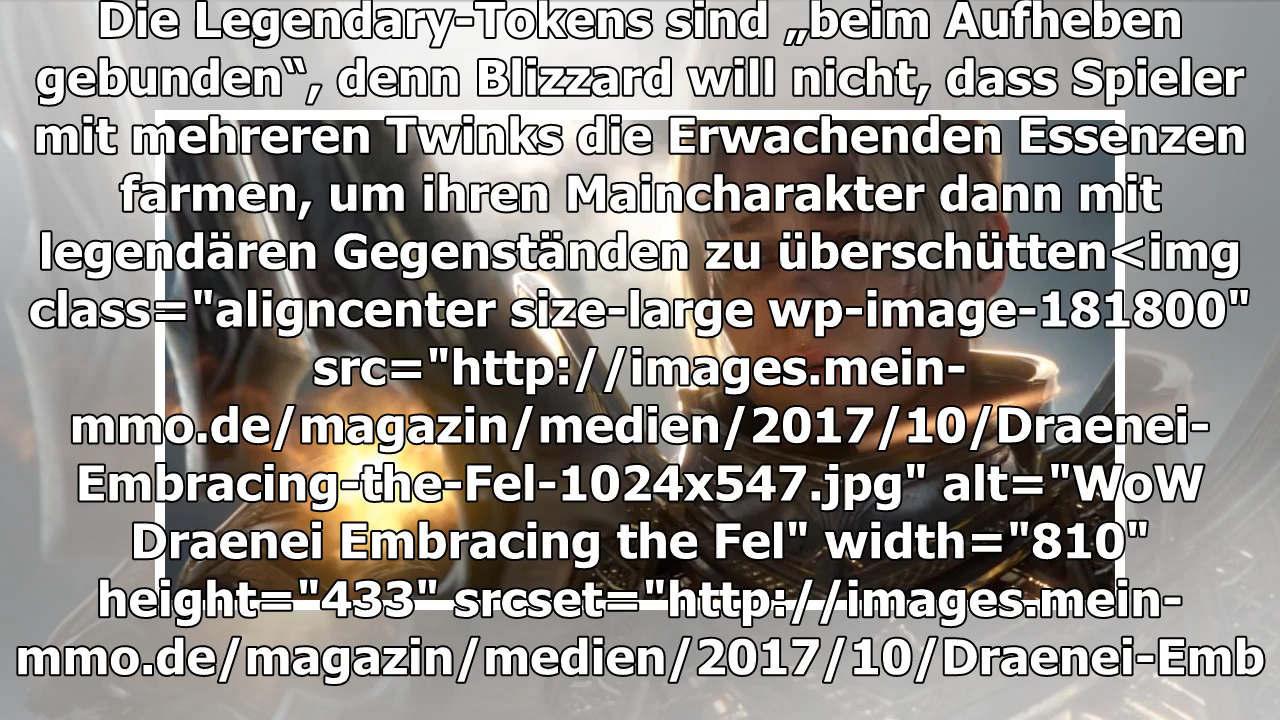 Die Legendary-Tokens sind „beim Aufheben
gebunden“, denn Blizzard will nicht, dass Spieler
mit mehreren Twinks die Erwachenden Essenzen
farmen, um ihren Maincharakter dann mit
legendären Gegenständen zu überschütten<img
class="aligncenter size-large wp-image-181800"
src="http://images.mein-
mmo.de/magazin/medien/2017/10/Draenei-
Embracing-the-Fel-1024x547.jpg" alt="WoW
Draenei Embracing the Fel" width="810"
height="433" srcset="http://images.mein-
mmo.de/magazin/medien/2017/10/Draenei-Emb